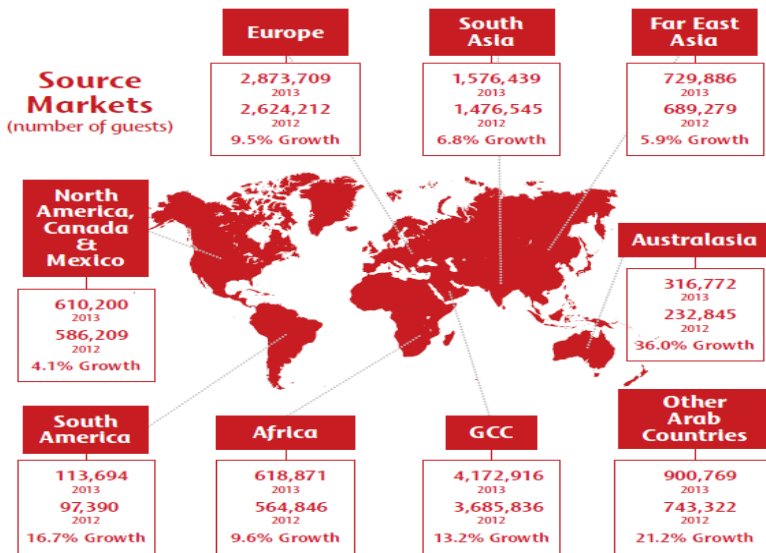 Source
Markets
(number of guests)
Europe
2,873,709
2013
2,624,212
2012
9.5% Growth
South
Asia
1,576,439
2013
1,476,545
2012
6.8% Growth
Far East
Asia
729,886
2013
689,279
2012
5.9% Growth
North
America,
Canada
&
Mexico
610,200
2013
586,209
2012
4.1% Growth
Australasia
316,772
2013
232,845
2012
36.0% Growth
South
America
113,694
2013
97,390
2012
16.7% Growth
Africa
618,871
2013
564,846
2012
9.6% Growth
GCC
4,172,916
2013
3,685,836
2012
13.2% Growth
Other
Arab
Countries
900,769
2013
743,322
2012
21.2% Growth